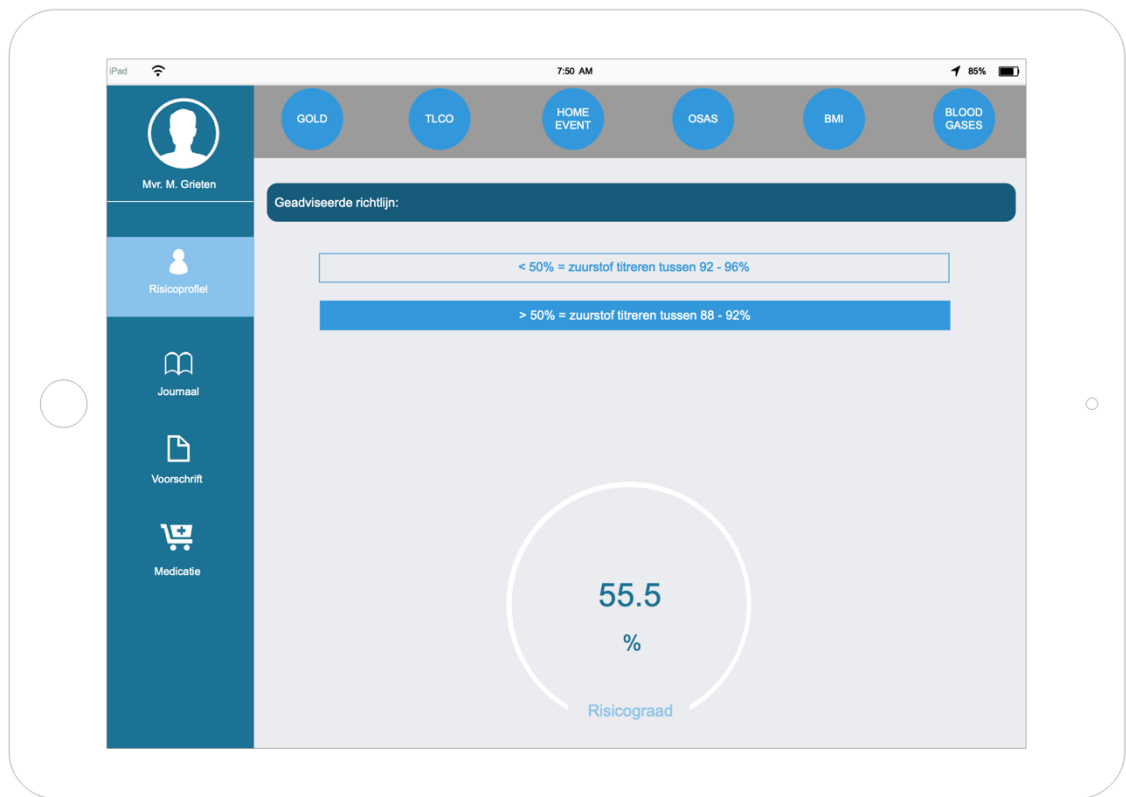 iPad
7:50 AM
85%
GOLD
TLCO
HOME
EVENT
OSAS
BMI
BLOOD
GASES
Mvr. M. Grieten
Geadviseerde richtlijn:
Risicoprofiel
< 50% = zuurstof titreren tussen 92 - 96%
> 50% = zuurstof titreren tussen 88 - 92%
Journaal
Voorschrift
Medicatie
55.5
%
Risicograad